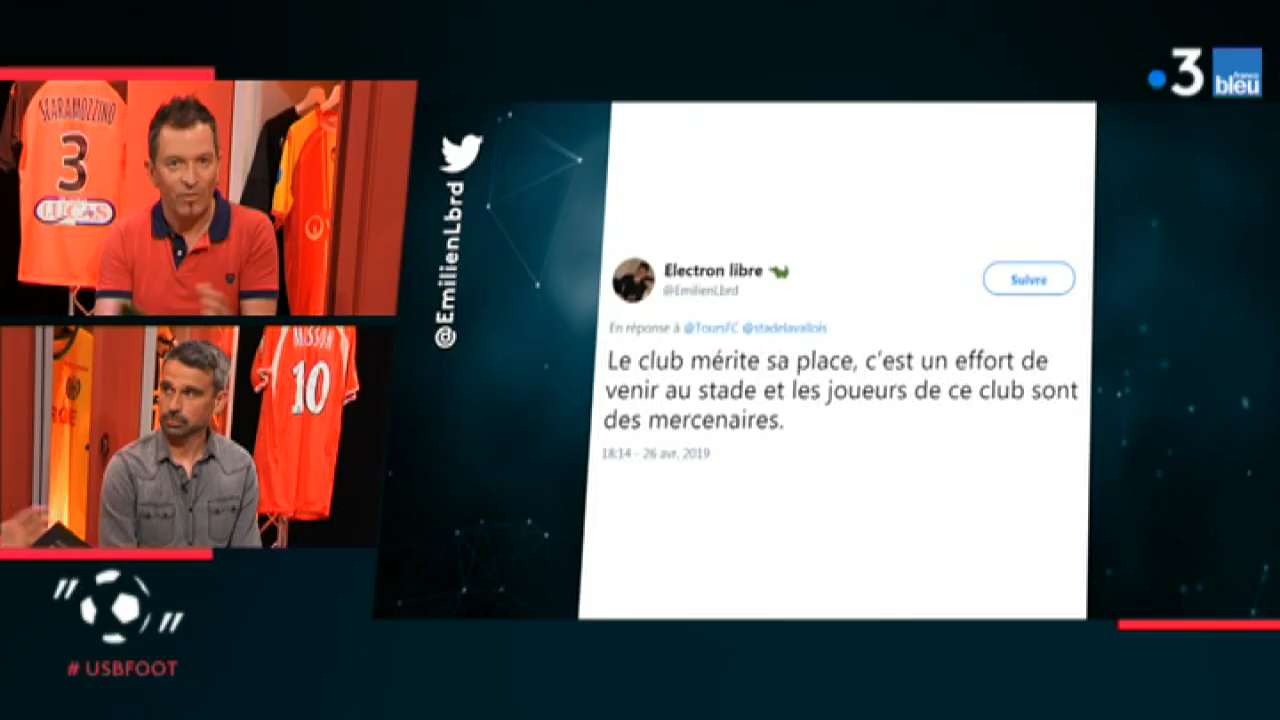 3
france
bleu
SCARAMOZZINO
3
LUCAS
@EmilienLbrd
Electron libre
@EmilienLbrd
Suivre
En réponse à @ToursFC @stadelavallois
Le club mérite sa place, c'est un effort de
venir au stade et les joueurs de ce club sont
des mercenaires.
18:14 - 26 avr. 2019
10
# USBFOOT